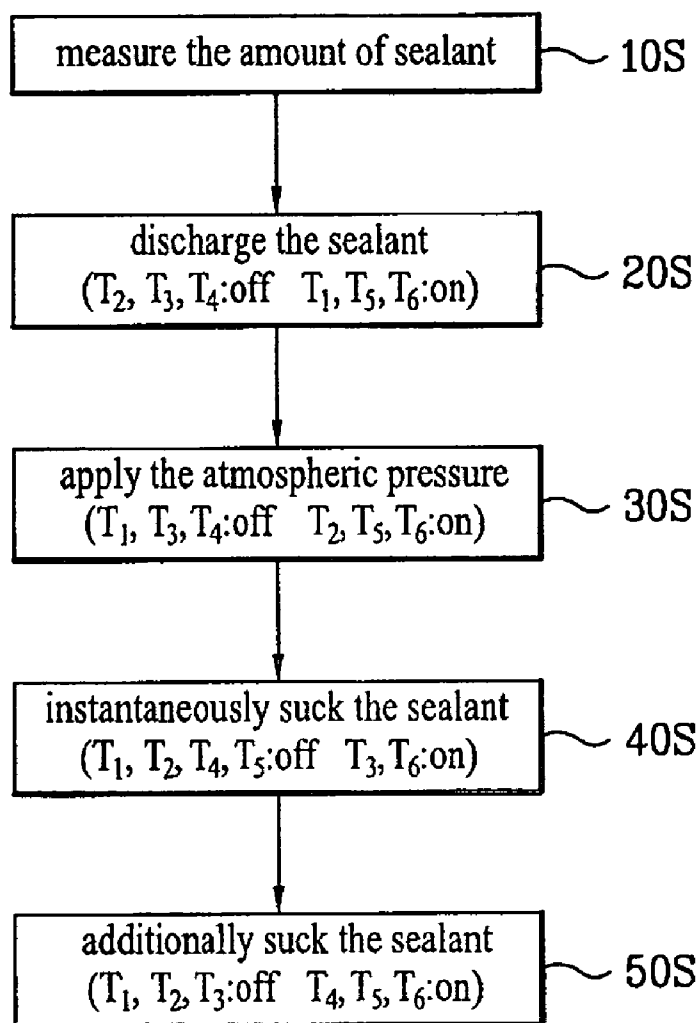 measure the amount of sealant
10S
discharge the sealant
(T₂, T₃, T₄:off T₁, T₅, T₆:on)
20S
apply the atmospheric pressure
(T₁, T₃, T₄:off T₂, T₅, T₆:on)
30S
instantaneously suck the sealant
(T₁, T₂, T₄, T₅:off T₃, T₆:on)
40S
additionally suck the sealant
(T₁, T₂, T₃:off T₄, T₅, T₆:on)
50S